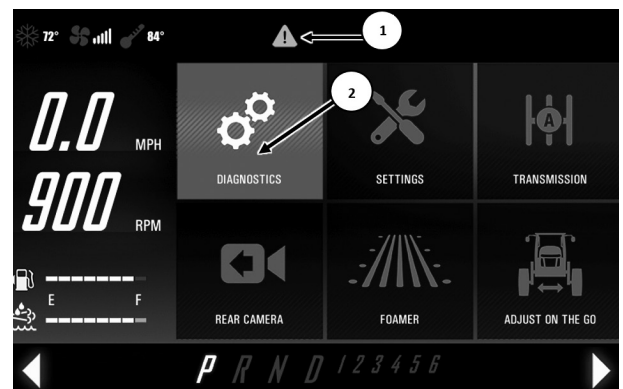 72° 84°
1
0.0 MPH
2
DIAGNOSTICS SETTINGS TRANSMISSION
A
900 RPM
E F
REAR CAMERA FOAMER ADJUST ON THE GO
P R N D 1 2 3 4 5 6